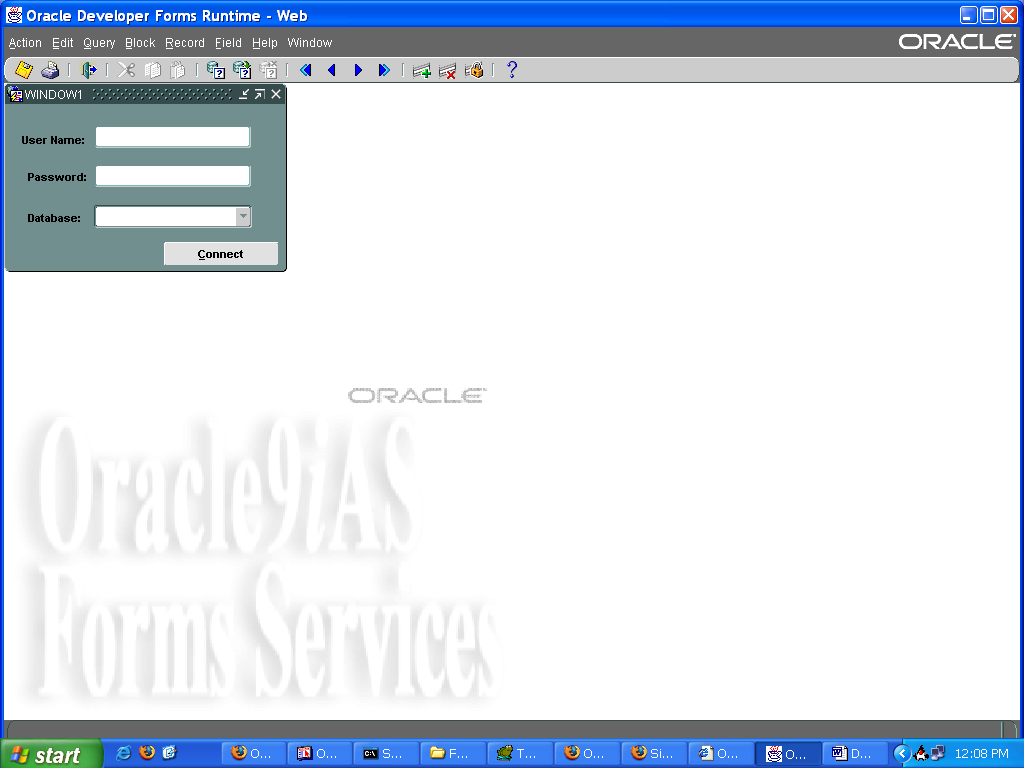 Oracle Developer Forms Runtime - Web
Action Edit Query Block Record Field Help Window
ORACLE
WINDOW1
User Name:
Password:
Database:
Connect
ORACLE
Oracle9iAS
Forms Services
start O... O... S... F... T... O... Si... O... O... D... 12:08 PM